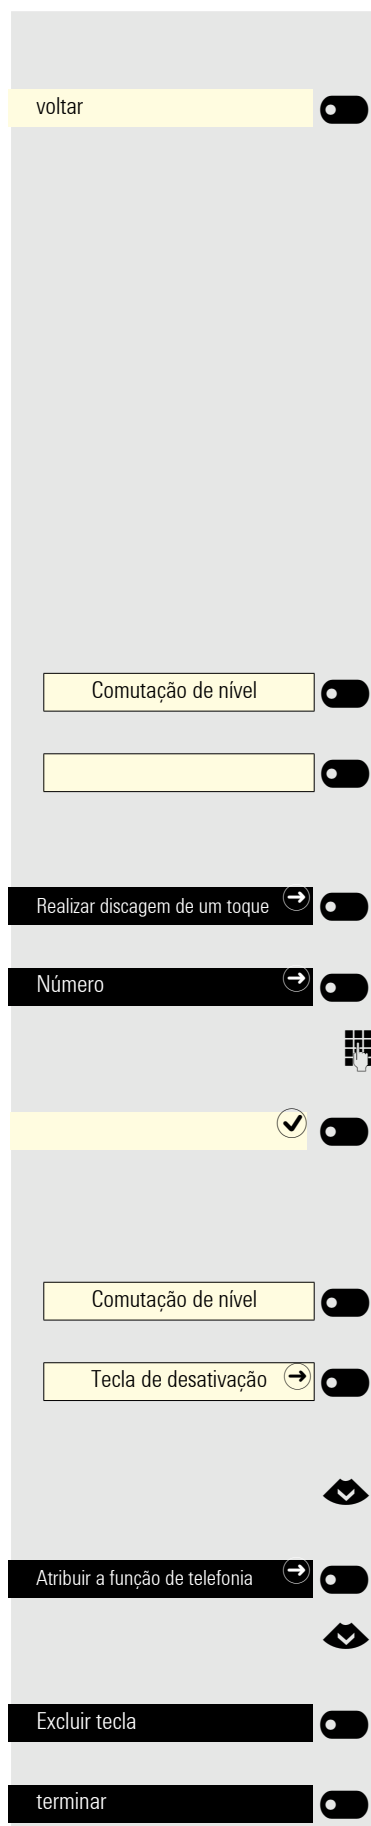 voltar
Comutação de nível
Realizar discagem de um toque
Número
Comutação de nível
Tecla de desativação
Atribuir a função de telefonia
Excluir tecla
terminar